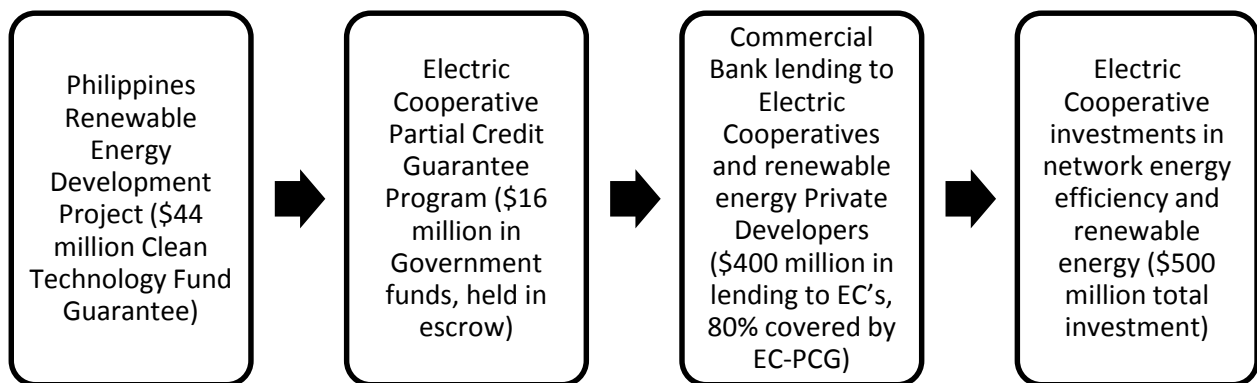 Philippines
Renewable
Energy
Development
Project ($44
million Clean
Technology Fund
Guarantee)
Electric
Cooperative
Partial Credit
Guarantee
Program ($16
million in
Government
funds, held in
escrow)
Commercial
Bank lending to
Electric
Cooperatives
and renewable
energy Private
Developers
($400 million in
lending to EC’s,
80% covered by
EC-PCG)
Electric
Cooperative
investments in
network energy
efficiency and
renewable
energy ($500
million total
investment)